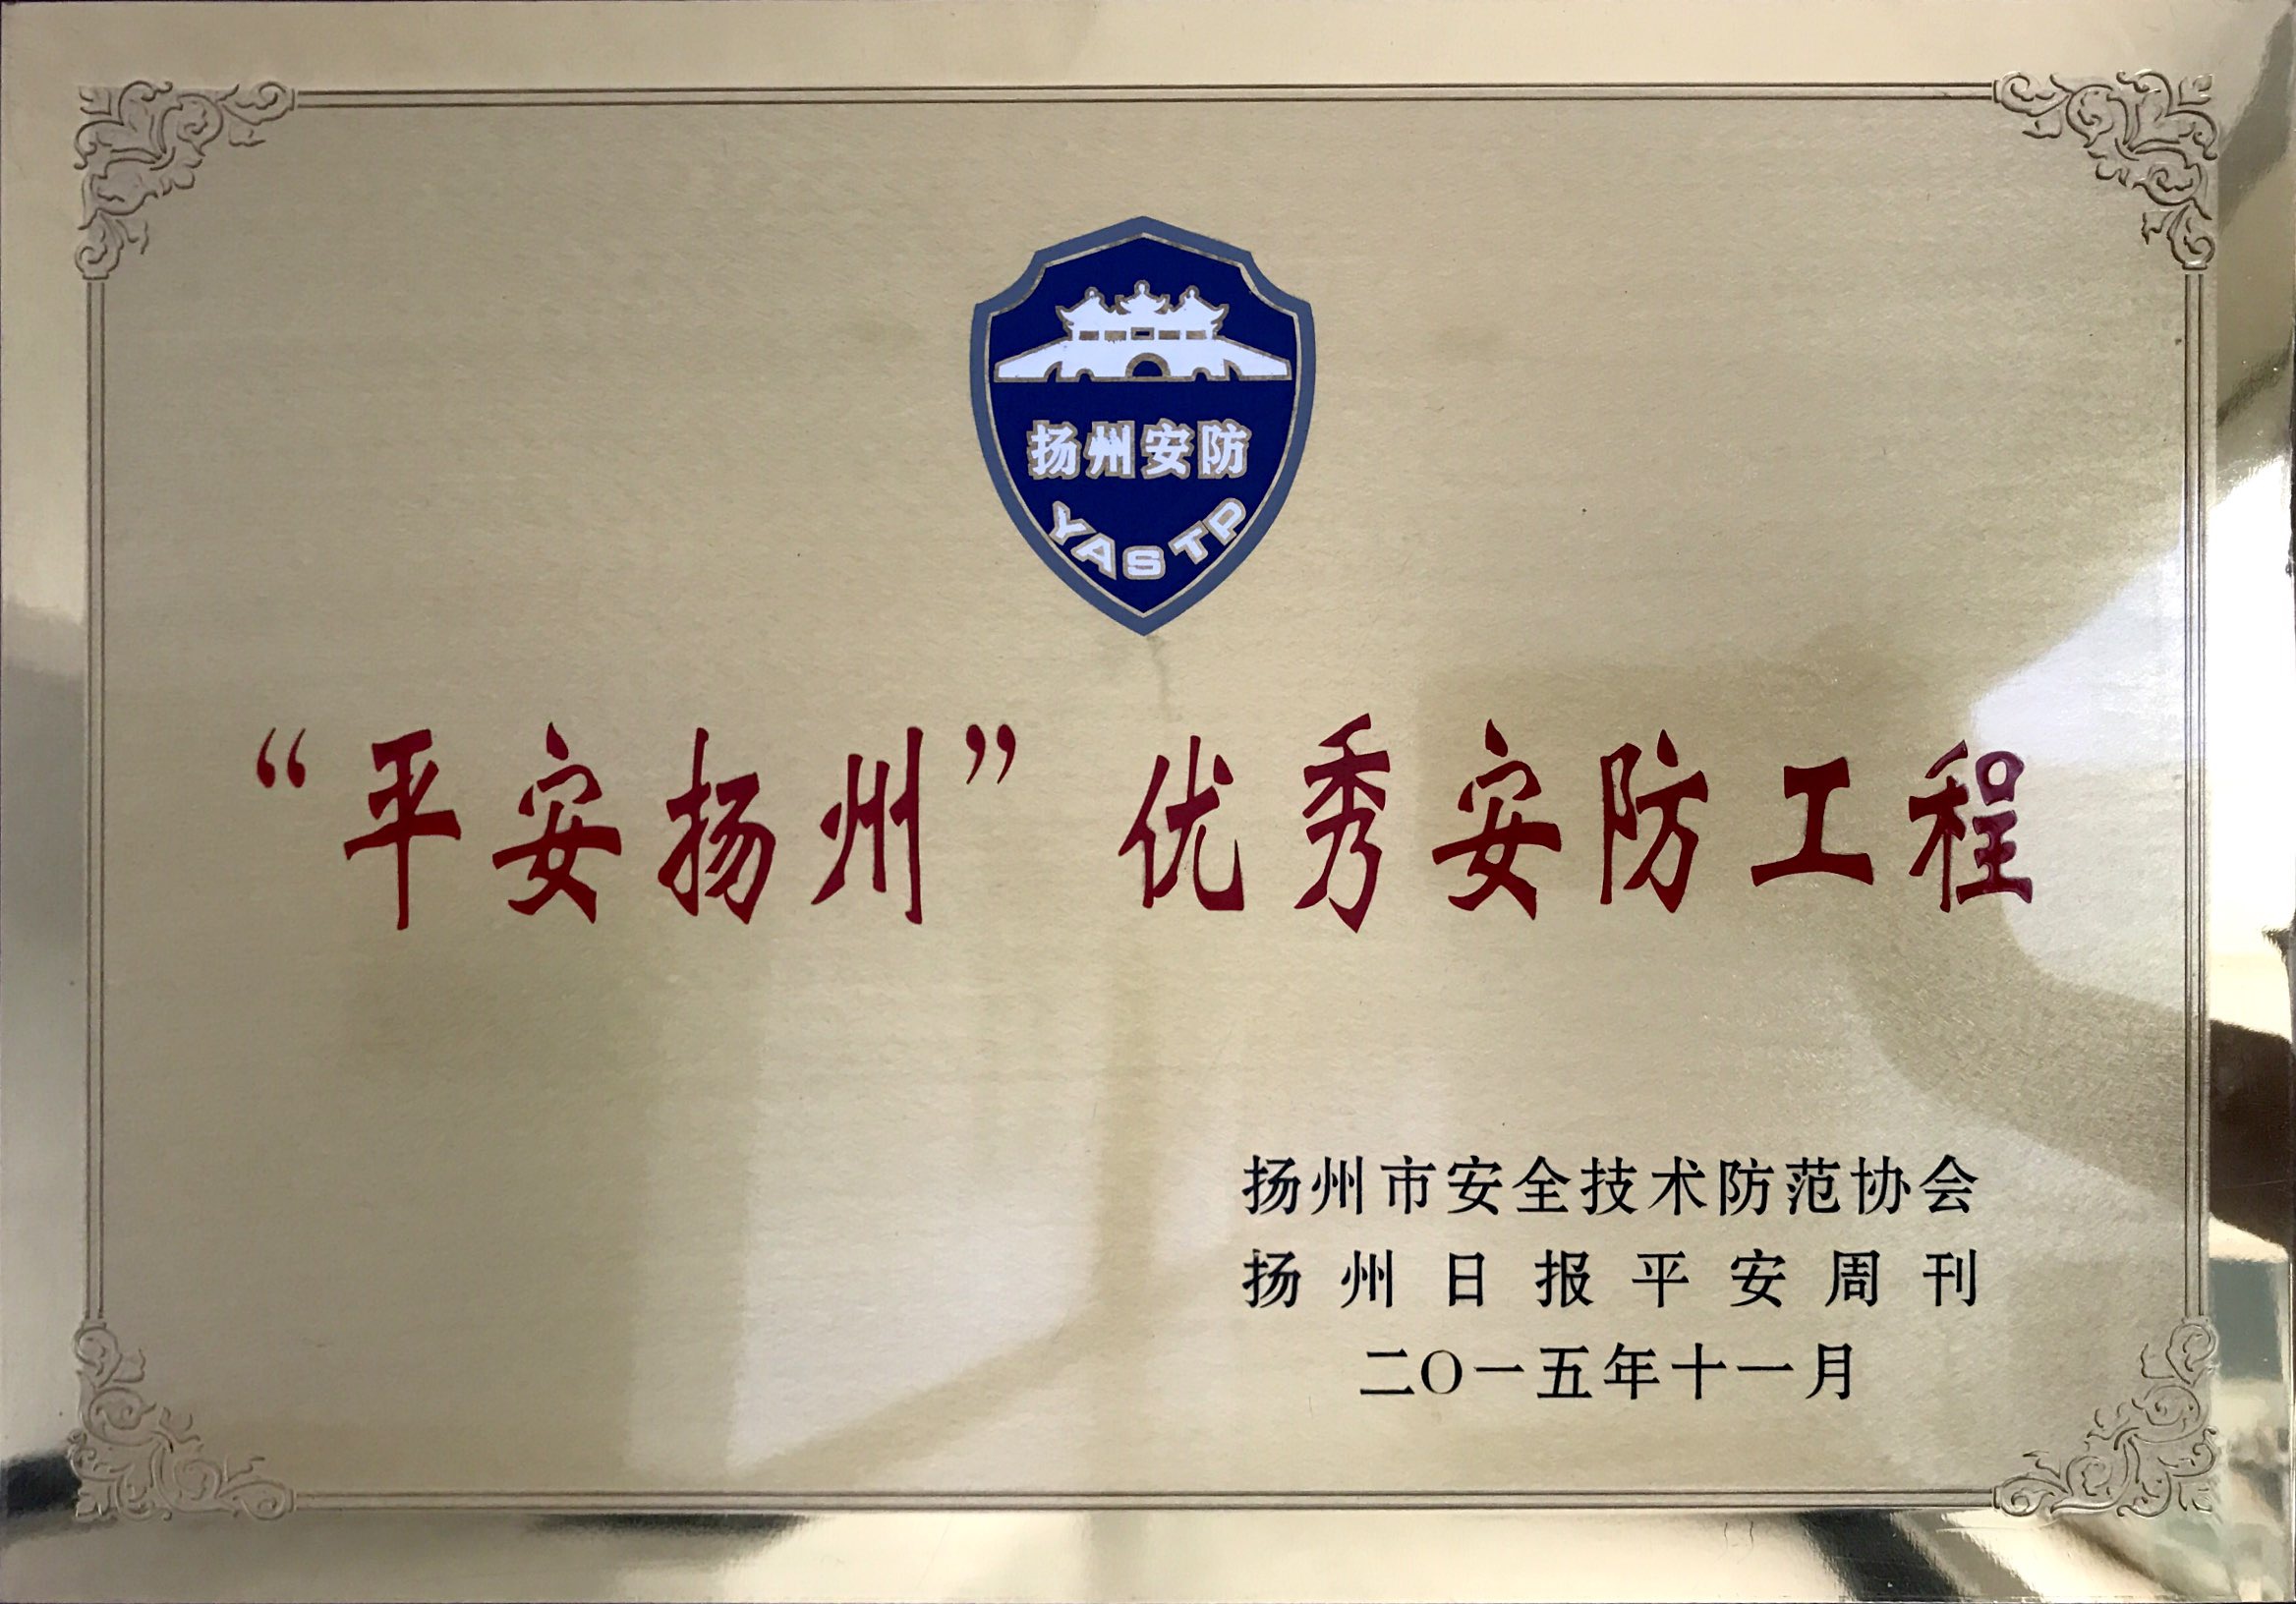 扬州安防
YASTP
“平安扬州”优秀安防工程
扬州市安全技术防范协会
扬州日报平安周刊
二〇一五年十一月